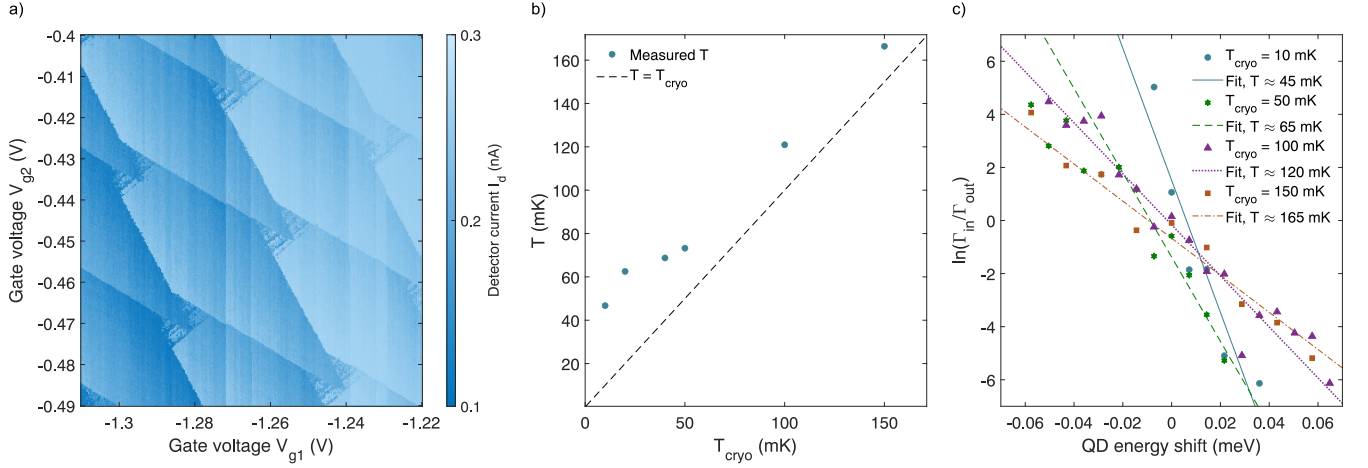 a)
-0.4
-0.41
-0.42
-0.43
-0.44
-0.45
-0.46
-0.47
-0.48
-0.49
Gate voltage V_g2 (V)
-1.3
-1.28
-1.26
-1.24
-1.22
Gate voltage V_g1 (V)
0.3
0.2
0.1
Detector current I_d (nA)
b)
160
140
120
100
80
60
40
20
T (mK)
Measured T
T = T_cryo
0
50
100
150
T_cryo (mK)
c)
6
4
2
0
-2
-4
-6
ln(Γ_in/Γ_out)
T_cryo = 10 mK
Fit, T ≈ 45 mK
T_cryo = 50 mK
Fit, T ≈ 65 mK
T_cryo = 100 mK
Fit, T ≈ 120 mK
T_cryo = 150 mK
Fit, T ≈ 165 mK
-0.06
-0.04
-0.02
0
0.02
0.04
0.06
QD energy shift (meV)